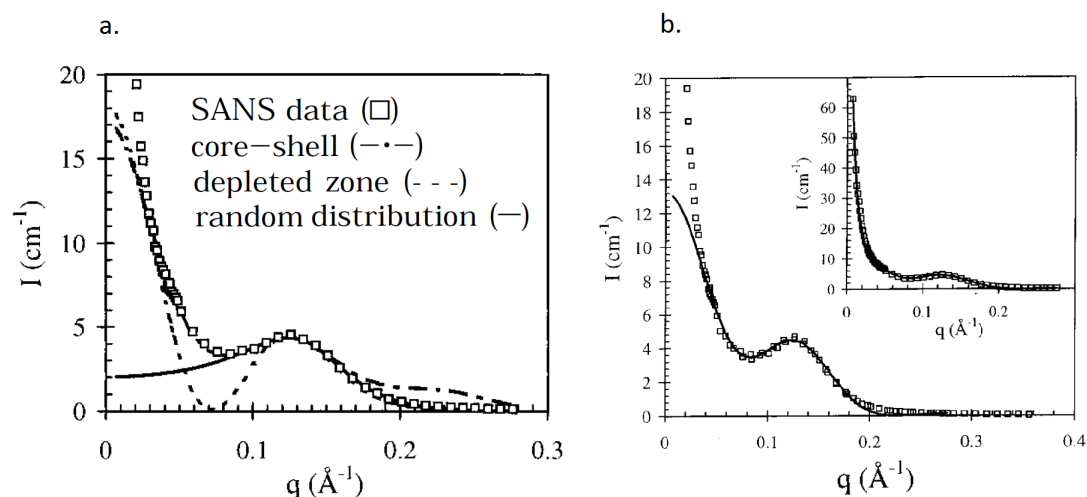 a.
20
15
10
5
0
I (cm⁻¹)
SANS data (□)
core–shell (–·–)
depleted zone (- - -)
random distribution (—)
0 0.1 0.2 0.3
q (Å⁻¹)
b.
20
18
16
14
12
10
8
6
4
2
0
I (cm⁻¹)
60
50
40
30
20
10
0
I (cm⁻¹)
0 0.1 0.2
q (Å⁻¹)
0 0.1 0.2 0.3 0.4
q (Å⁻¹)